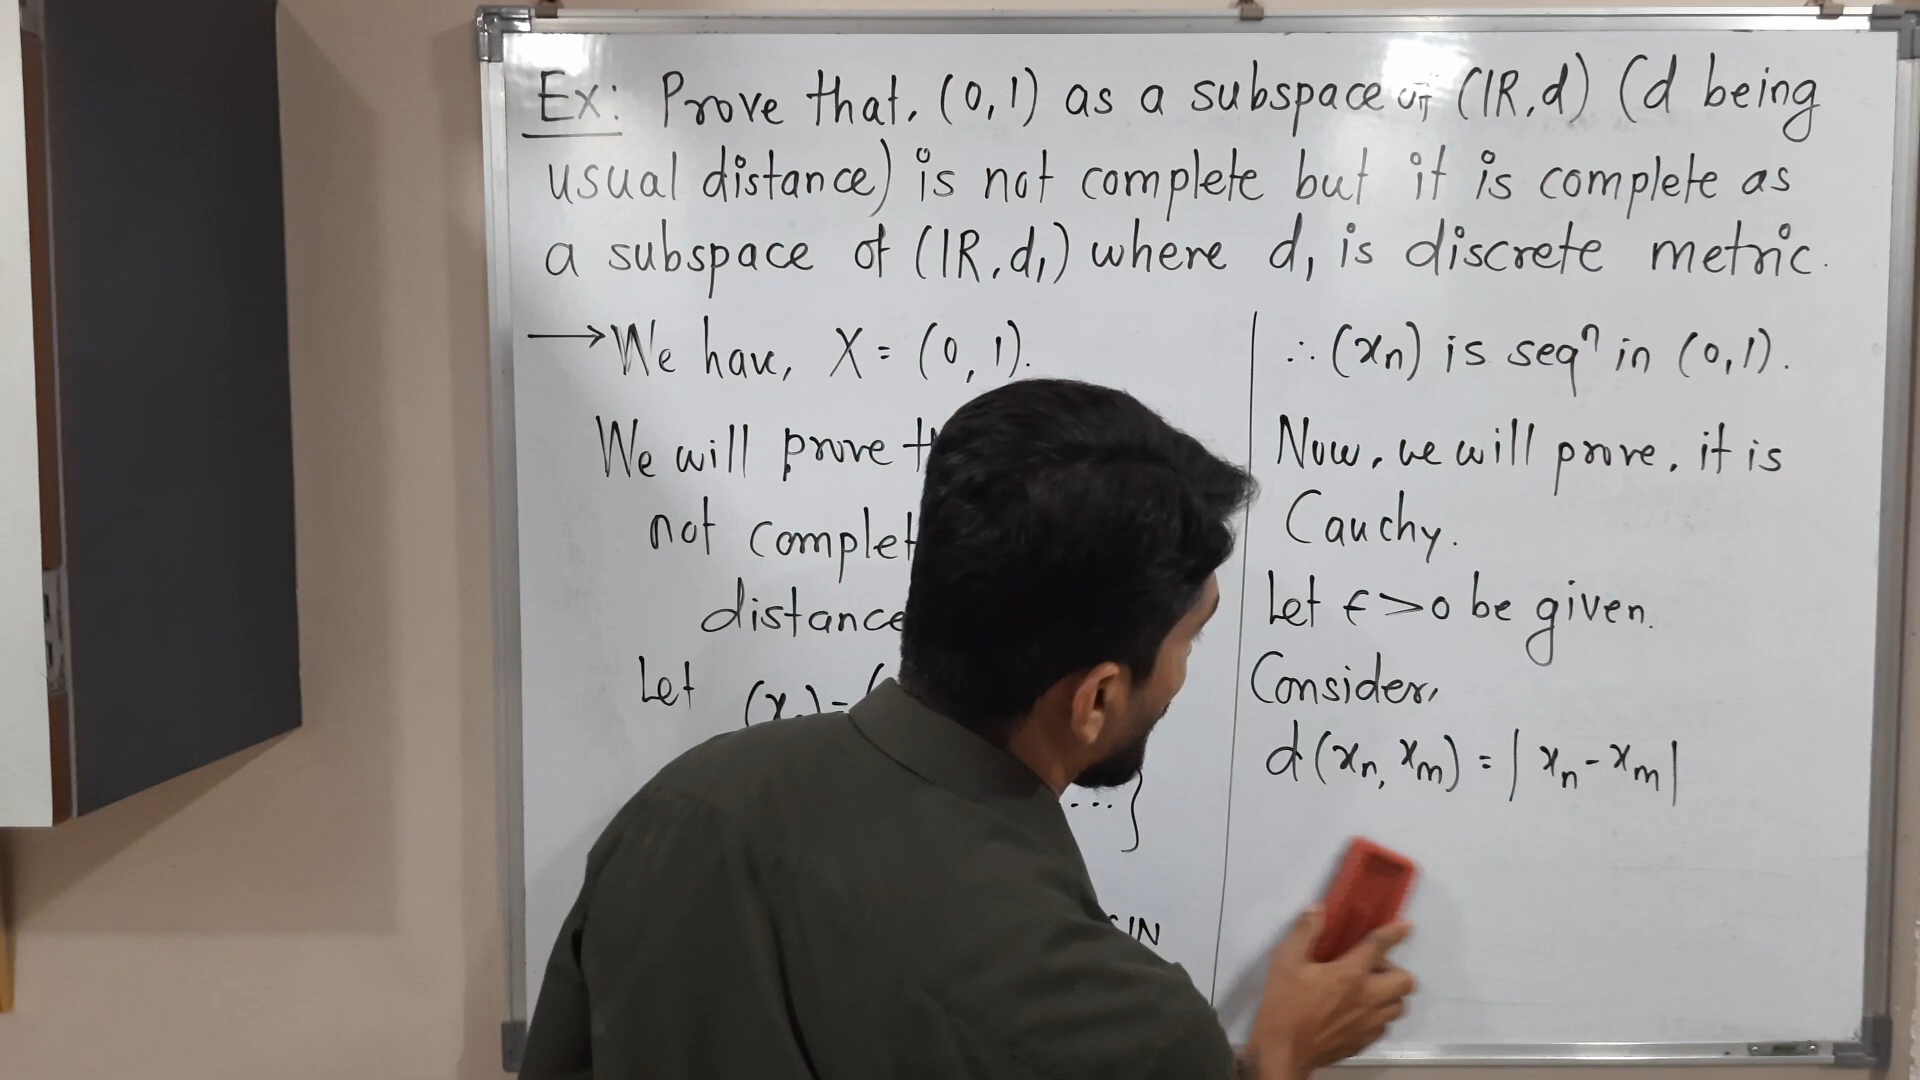 Ex: Prove that, (0,1) as a subspace of (IR,d) (d being
usual distance) is not complete but it is complete as
a subspace of (IR,d₁) where d₁ is discrete metric.
→ We have, X = (0,1).
We will prove
not
distance
Let
...}
IN
∴ (xₙ) is seqⁿ in (0,1).
Now, we will prove, it is
Cauchy.
Let ϵ>0 be given.
Consider,
d(xₙ, xₘ) = |xₙ-xₘ|